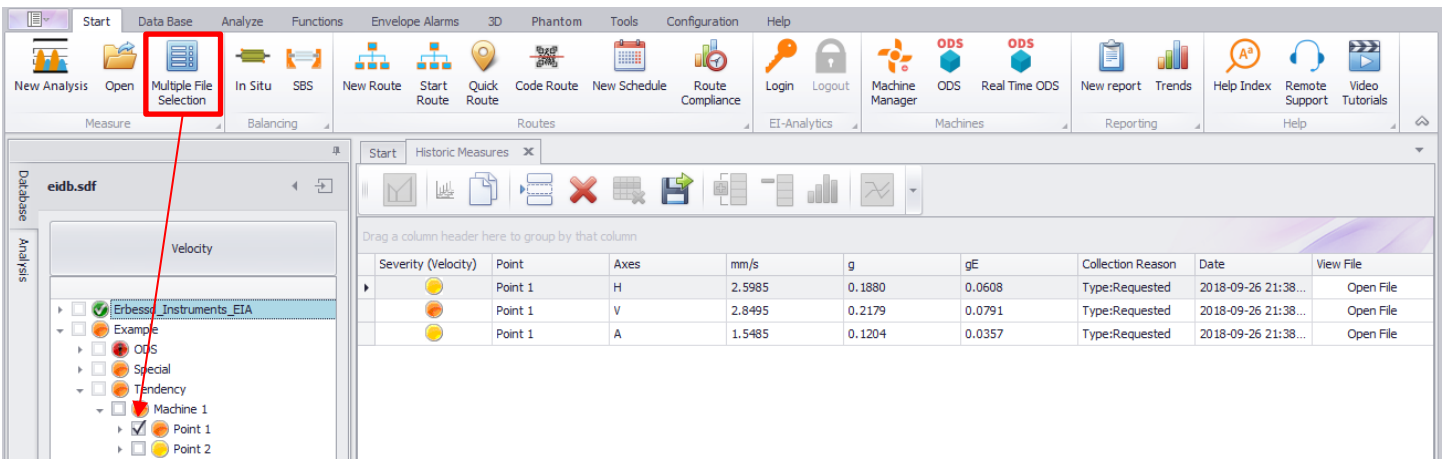 Start Data Base Analyze Functions Envelope Alarms 3D Phantom Tools Configuration Help
New Analysis Open Multiple File Selection In Situ SBS New Route Start Route Quick Route Code Route New Schedule Route Compliance Login Logout Machine Manager ODS ODS ODS Real Time ODS New report Trends Help Index Remote Support Video Tutorials
Measure Balancing Routes EI-Analytics Machines Reporting Help
Start Historic Measures
Database
Analysis
eidb.sdf
Velocity
Drag a column header here to group by that column
Severity (Velocity) Point Axes mm/s g gE Collection Reason Date View File
Point 1 H 2.5985 0.1880 0.0608 Type:Requested 2018-09-26 21:38... Open File
Point 1 V 2.8495 0.2179 0.0791 Type:Requested 2018-09-26 21:38... Open File
Point 1 A 1.5485 0.1204 0.0357 Type:Requested 2018-09-26 21:38... Open File
Erbessd_Instruments_EIA
Example
ODS
Special
Tendency
Machine 1
Point 1
Point 2